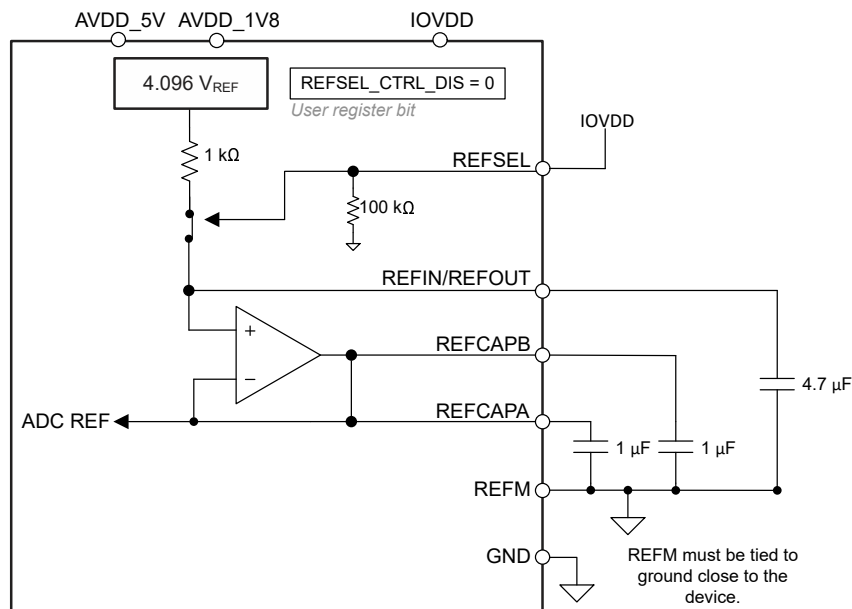 AVDD_5V AVDD_1V8 IOVDD
4.096 VREF
REFSEL_CTRL_DIS = 0
User register bit
IOVDD
1 kΩ
REFSEL
100 kΩ
REFIN/REFOUT
+
REFCAPB
4.7 µF
−
ADC REF
REFCAPA
1 µF
1 µF
REFM
GND
REFM must be tied to
ground close to the
device.